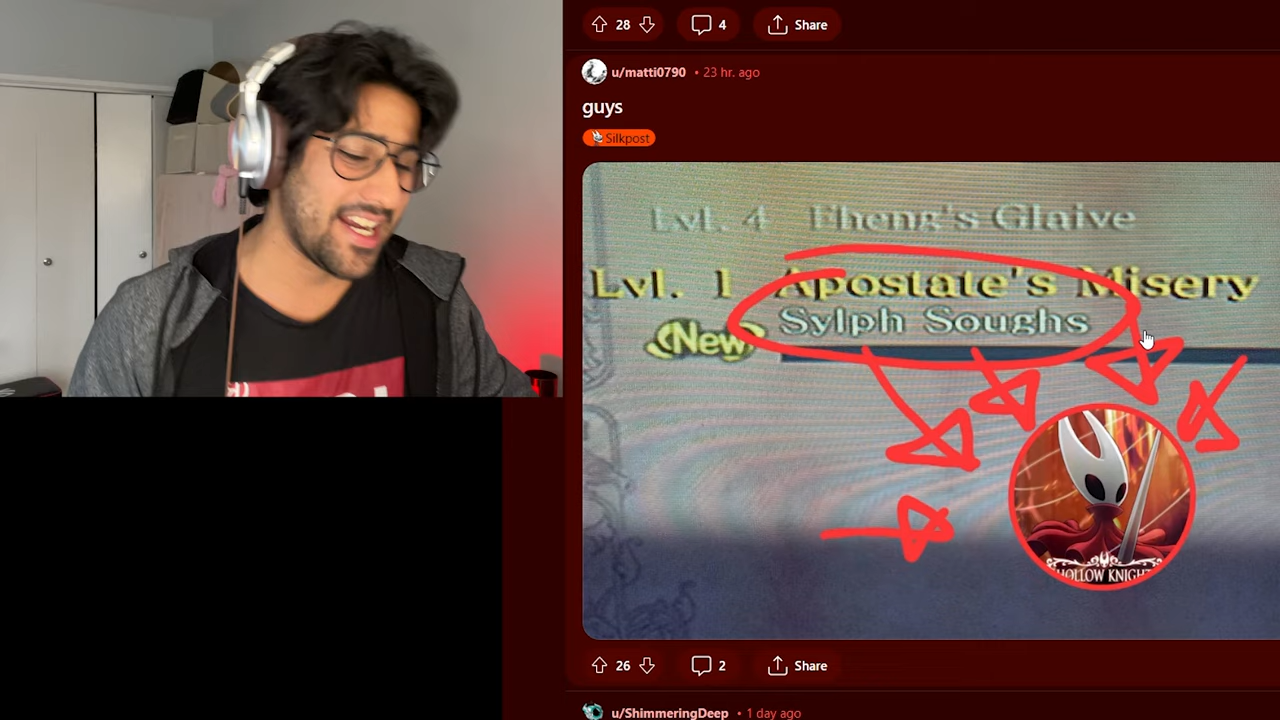 28
4
Share
u/matti0790 • 23 hr. ago
guys
Silkpost
Lvl. 4 Fheng's Glaive
Lvl. 1 Apostate's Misery
Sylph Soughs
(New)
HOLLOW KNIGHT
26
2
Share
u/ShimmeringDeep • 1 day ago